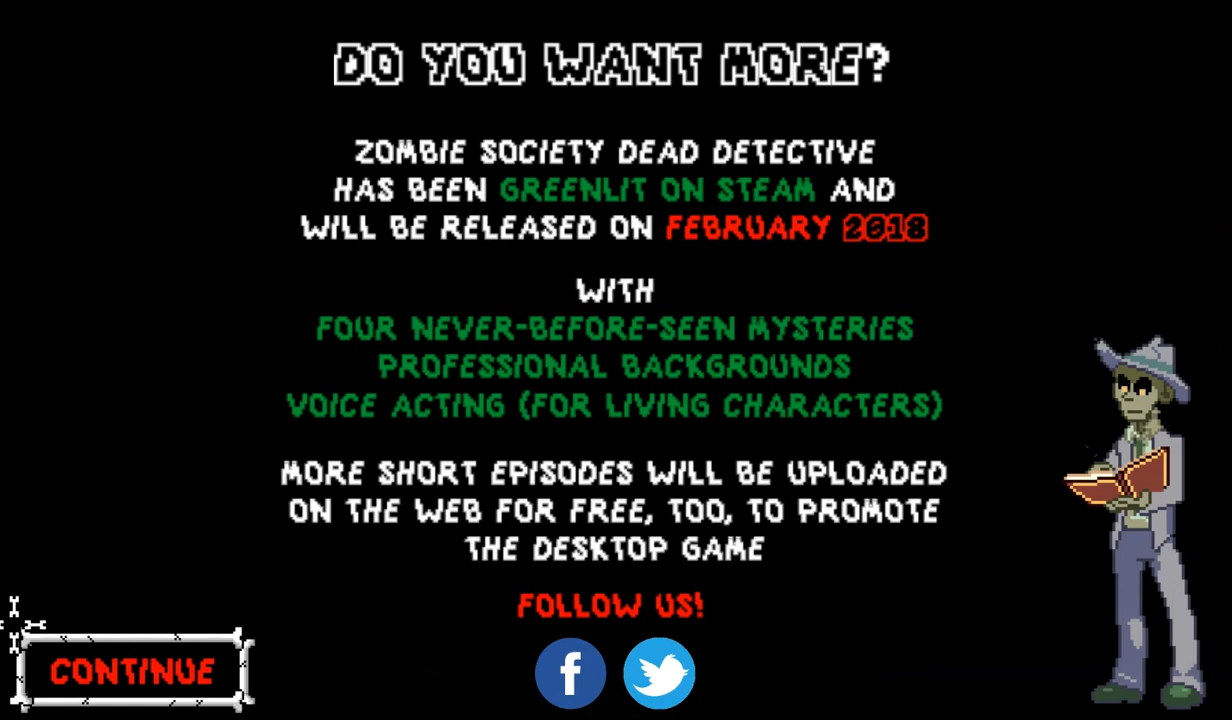 DO YOU WANT MORE?
ZOMBIE SOCIETY DEAD DETECTIVE
HAS BEEN GREENLIT ON STEAM AND
WILL BE RELEASED ON FEBRUARY 2018
WITH
FOUR NEVER-BEFORE-SEEN MYSTERIES
PROFESSIONAL BACKGROUNDS
VOICE ACTING (FOR LIVING CHARACTERS)
MORE SHORT EPISODES WILL BE UPLOADED
ON THE WEB FOR FREE, TOO, TO PROMOTE
THE DESKTOP GAME
FOLLOW US!
CONTINUE
f